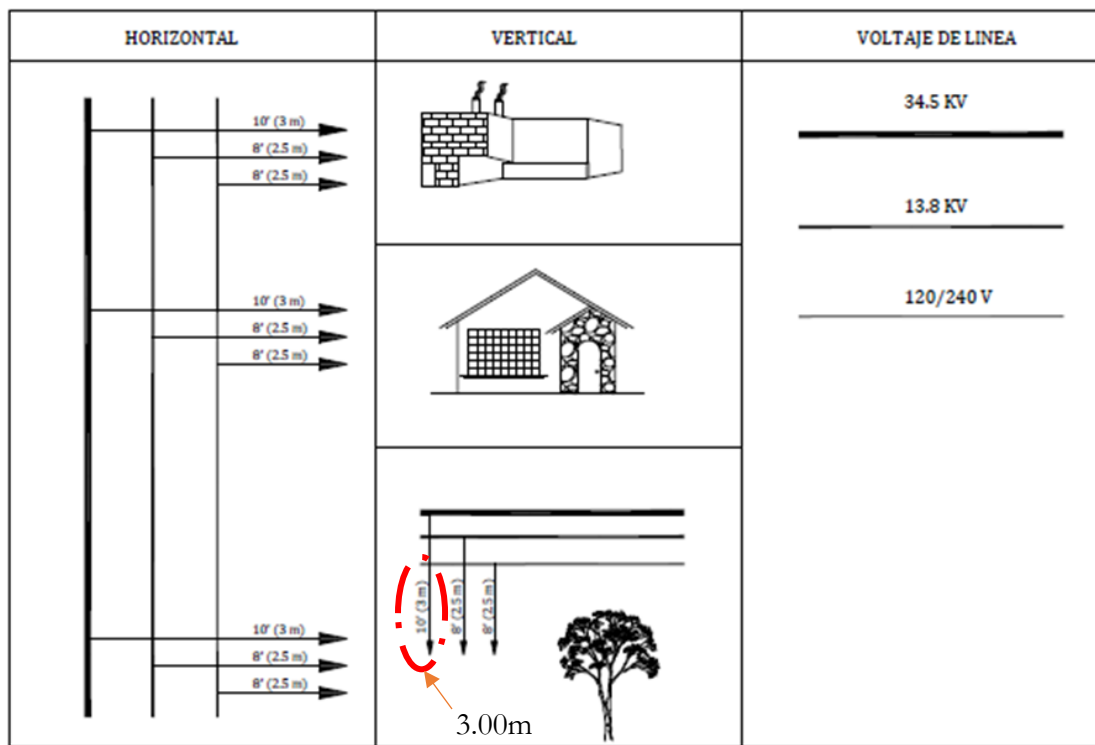 HORIZONTAL
VERTICAL
VOLTAJE DE LINEA
10' (3 m)
8' (2.5 m)
8' (2.5 m)
10' (3 m)
8' (2.5 m)
8' (2.5 m)
10' (3 m)
8' (2.5 m)
8' (2.5 m)
10' (3 m)
8' (2.5 m)
8' (2.5 m)
3.00m
34.5 KV
13.8 KV
120/240 V